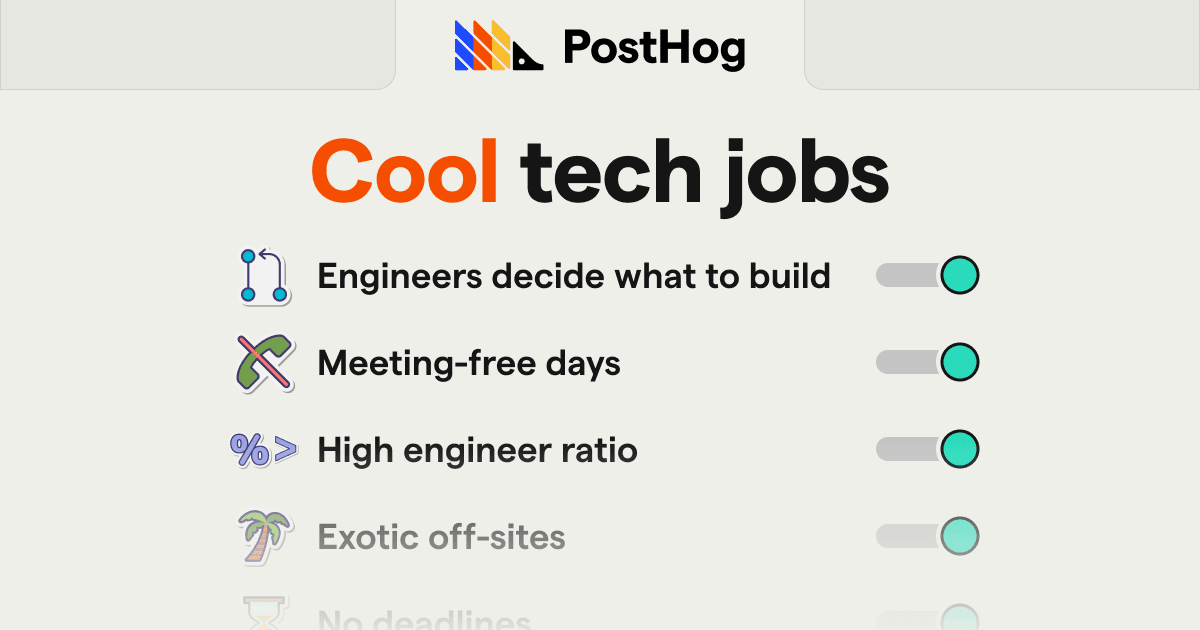 PostHog
Cool tech jobs
Engineers decide what to build
Meeting-free days
%> High engineer ratio
Exotic off-sites
No deadlines